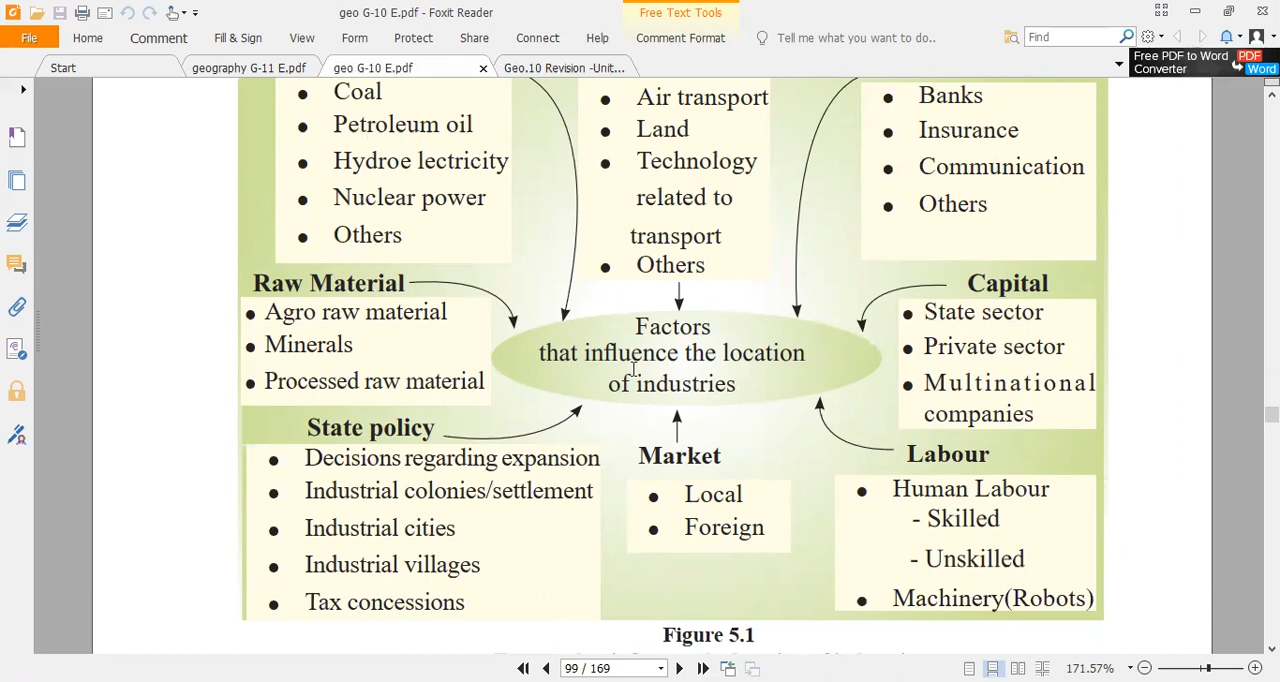 geo G-10 E.pdf - Foxit Reader
Free Text Tools
File
Home
Comment
Fill & Sign
View
Form
Protect
Share
Connect
Help
Comment Format
Tell me what you want to do..
Find
Start
geography G-11 E.pdf
geo G-10 E.pdf
Geo.10 Revision -Unit...
Free PDF to Word
Converter
PDF
Word
Coal
Petroleum oil
Hydroe lectricity
Nuclear power
Others
Air transport
Land
Technology
related to
transport
Others
Banks
Insurance
Communication
Others
Raw Material
Agro raw material
Minerals
Processed raw material
Factors
that influence the location
of industries
Capital
State sector
Private sector
Multinational
companies
State policy
Decisions regarding expansion
Industrial colonies/settlement
Industrial cities
Industrial villages
Tax concessions
Market
Local
Foreign
Labour
Human Labour
- Skilled
- Unskilled
Machinery(Robots)
Figure 5.1
99 / 169
171.57%